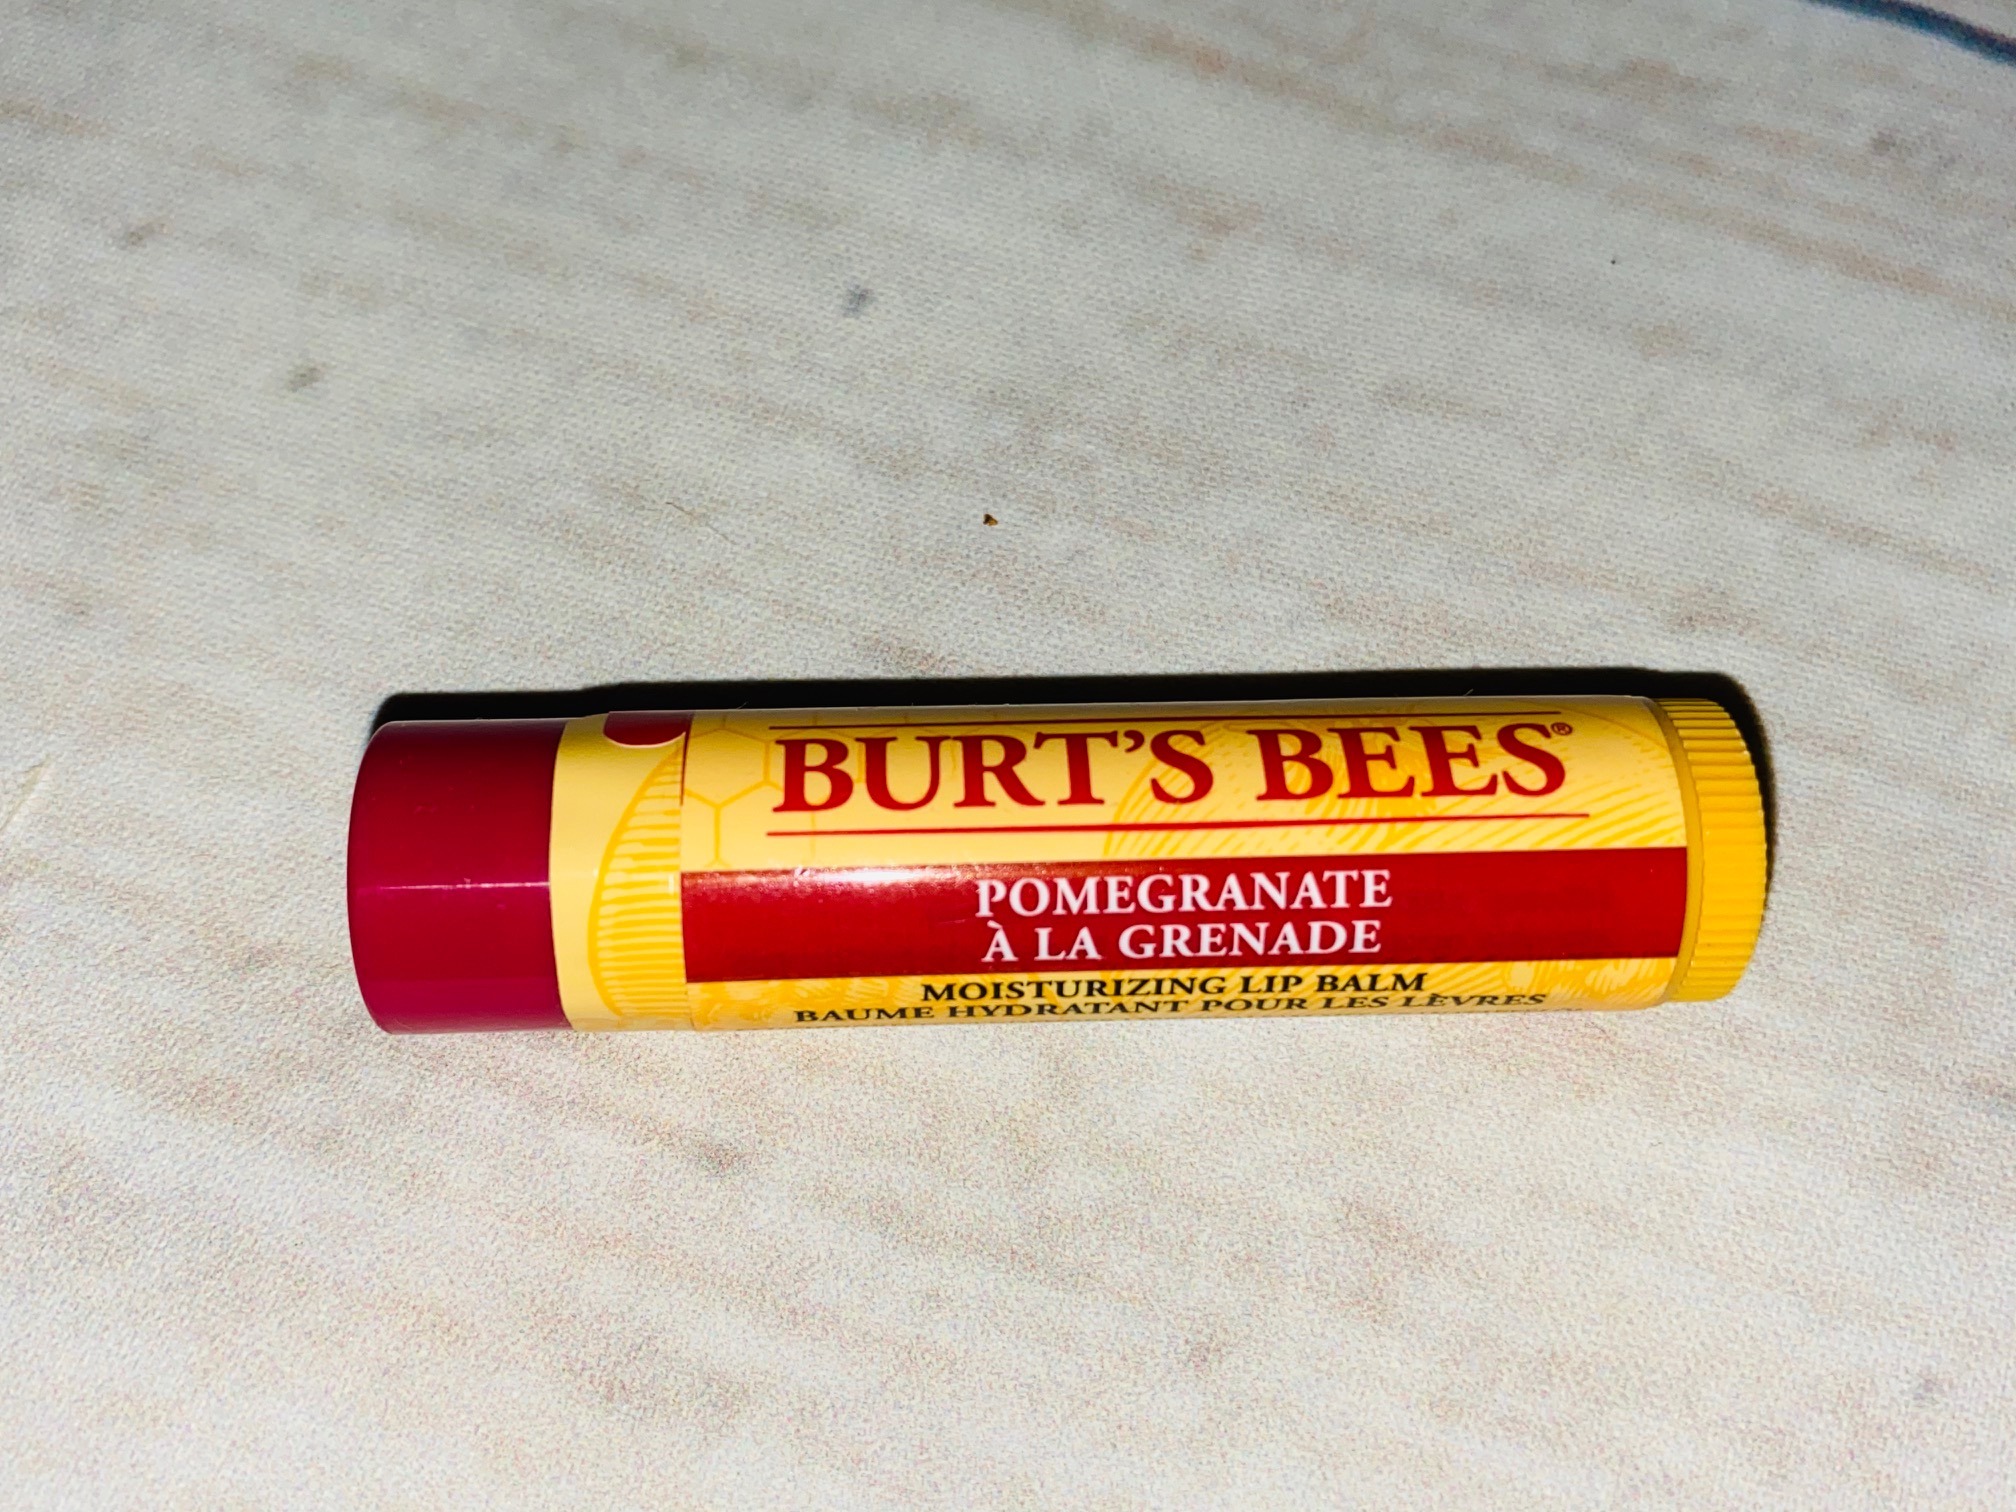 BURT'S BEES®
POMEGRANATE
À LA GRENADE
MOISTURIZING LIP BALM
BAUME HYDRATANT POUR LES LÈVRES